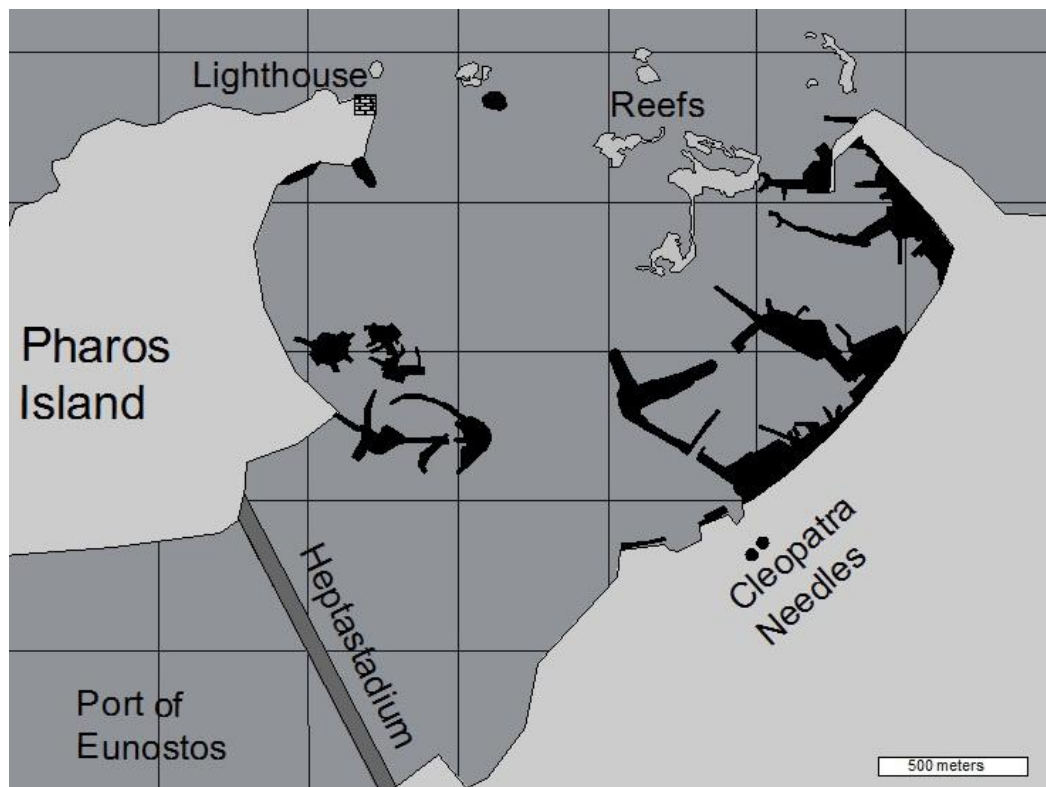 Lighthouse
Reefs
Pharos
Island
Heptastadium
Cleopatra
Needles
Port of
Eunostos
500 meters